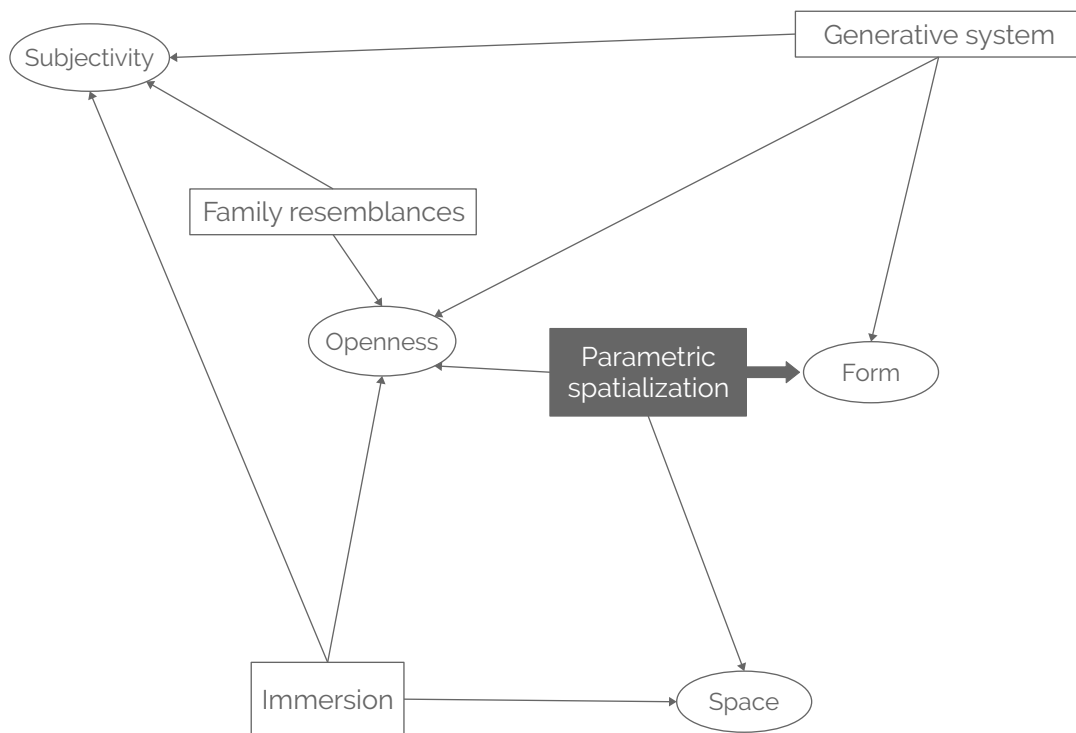 Generative system
Subjectivity
Family resemblances
Openness
Parametric
spatialization
Form
Immersion
Space